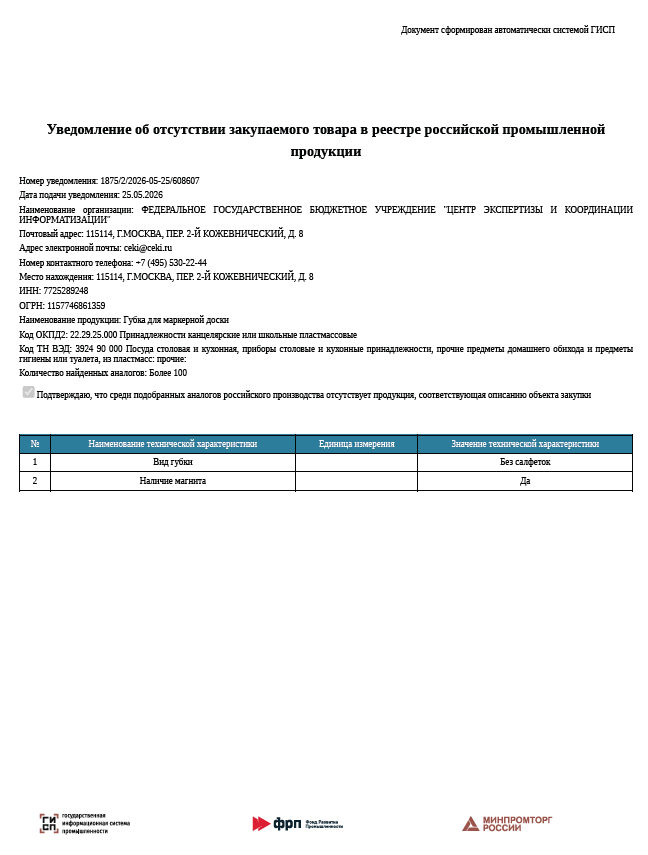 Документ сформирован автоматически системой ГИСП
Уведомление об отсутствии закупаемого товара в реестре российской промышленной
продукции
Номер уведомления: 1875/2/2026-05-25/608607
Дата подачи уведомления: 25.05.2026
Наименование организации: ФЕДЕРАЛЬНОЕ ГОСУДАРСТВЕННОЕ БЮДЖЕТНОЕ УЧРЕЖДЕНИЕ "ЦЕНТР ЭКСПЕРТИЗЫ И КООРДИНАЦИИ
ИНФОРМАТИЗАЦИИ"
Почтовый адрес: 115114, Г.МОСКВА, ПЕР. 2-Й КОЖЕВНИЧЕСКИЙ, Д. 8
Адрес электронной почты: ceki@ceki.ru
Номер контактного телефона: +7 (495) 530-22-44
Место нахождения: 115114, Г.МОСКВА, ПЕР. 2-Й КОЖЕВНИЧЕСКИЙ, Д. 8
ИНН: 7725289248
ОГРН: 1157746861359
Наименование продукции: Губка для маркерной доски
Код ОКПД2: 22.29.25.000 Принадлежности канцелярские или школьные пластмассовые
Код ТН ВЭД: 3924 90 000 Посуда столовая и кухонная, приборы столовые и кухонные принадлежности, прочие предметы домашнего обихода и предметы
гигиены или туалета, из пластмасс: прочие:
Количество найденных аналогов: Более 100
Подтверждаю, что среди подобранных аналогов российского производства отсутствует продукция, соответствующая описанию объекта закупки
№ Наименование технической характеристики Единица измерения Значение технической характеристики
1 Вид губки Без салфеток
2 Наличие магнита Да
ГИСП
государственная
информационная система
промышленности
фрп
Фонд Развития
Промышленности
МИНПРОМТОРГ
РОССИИ